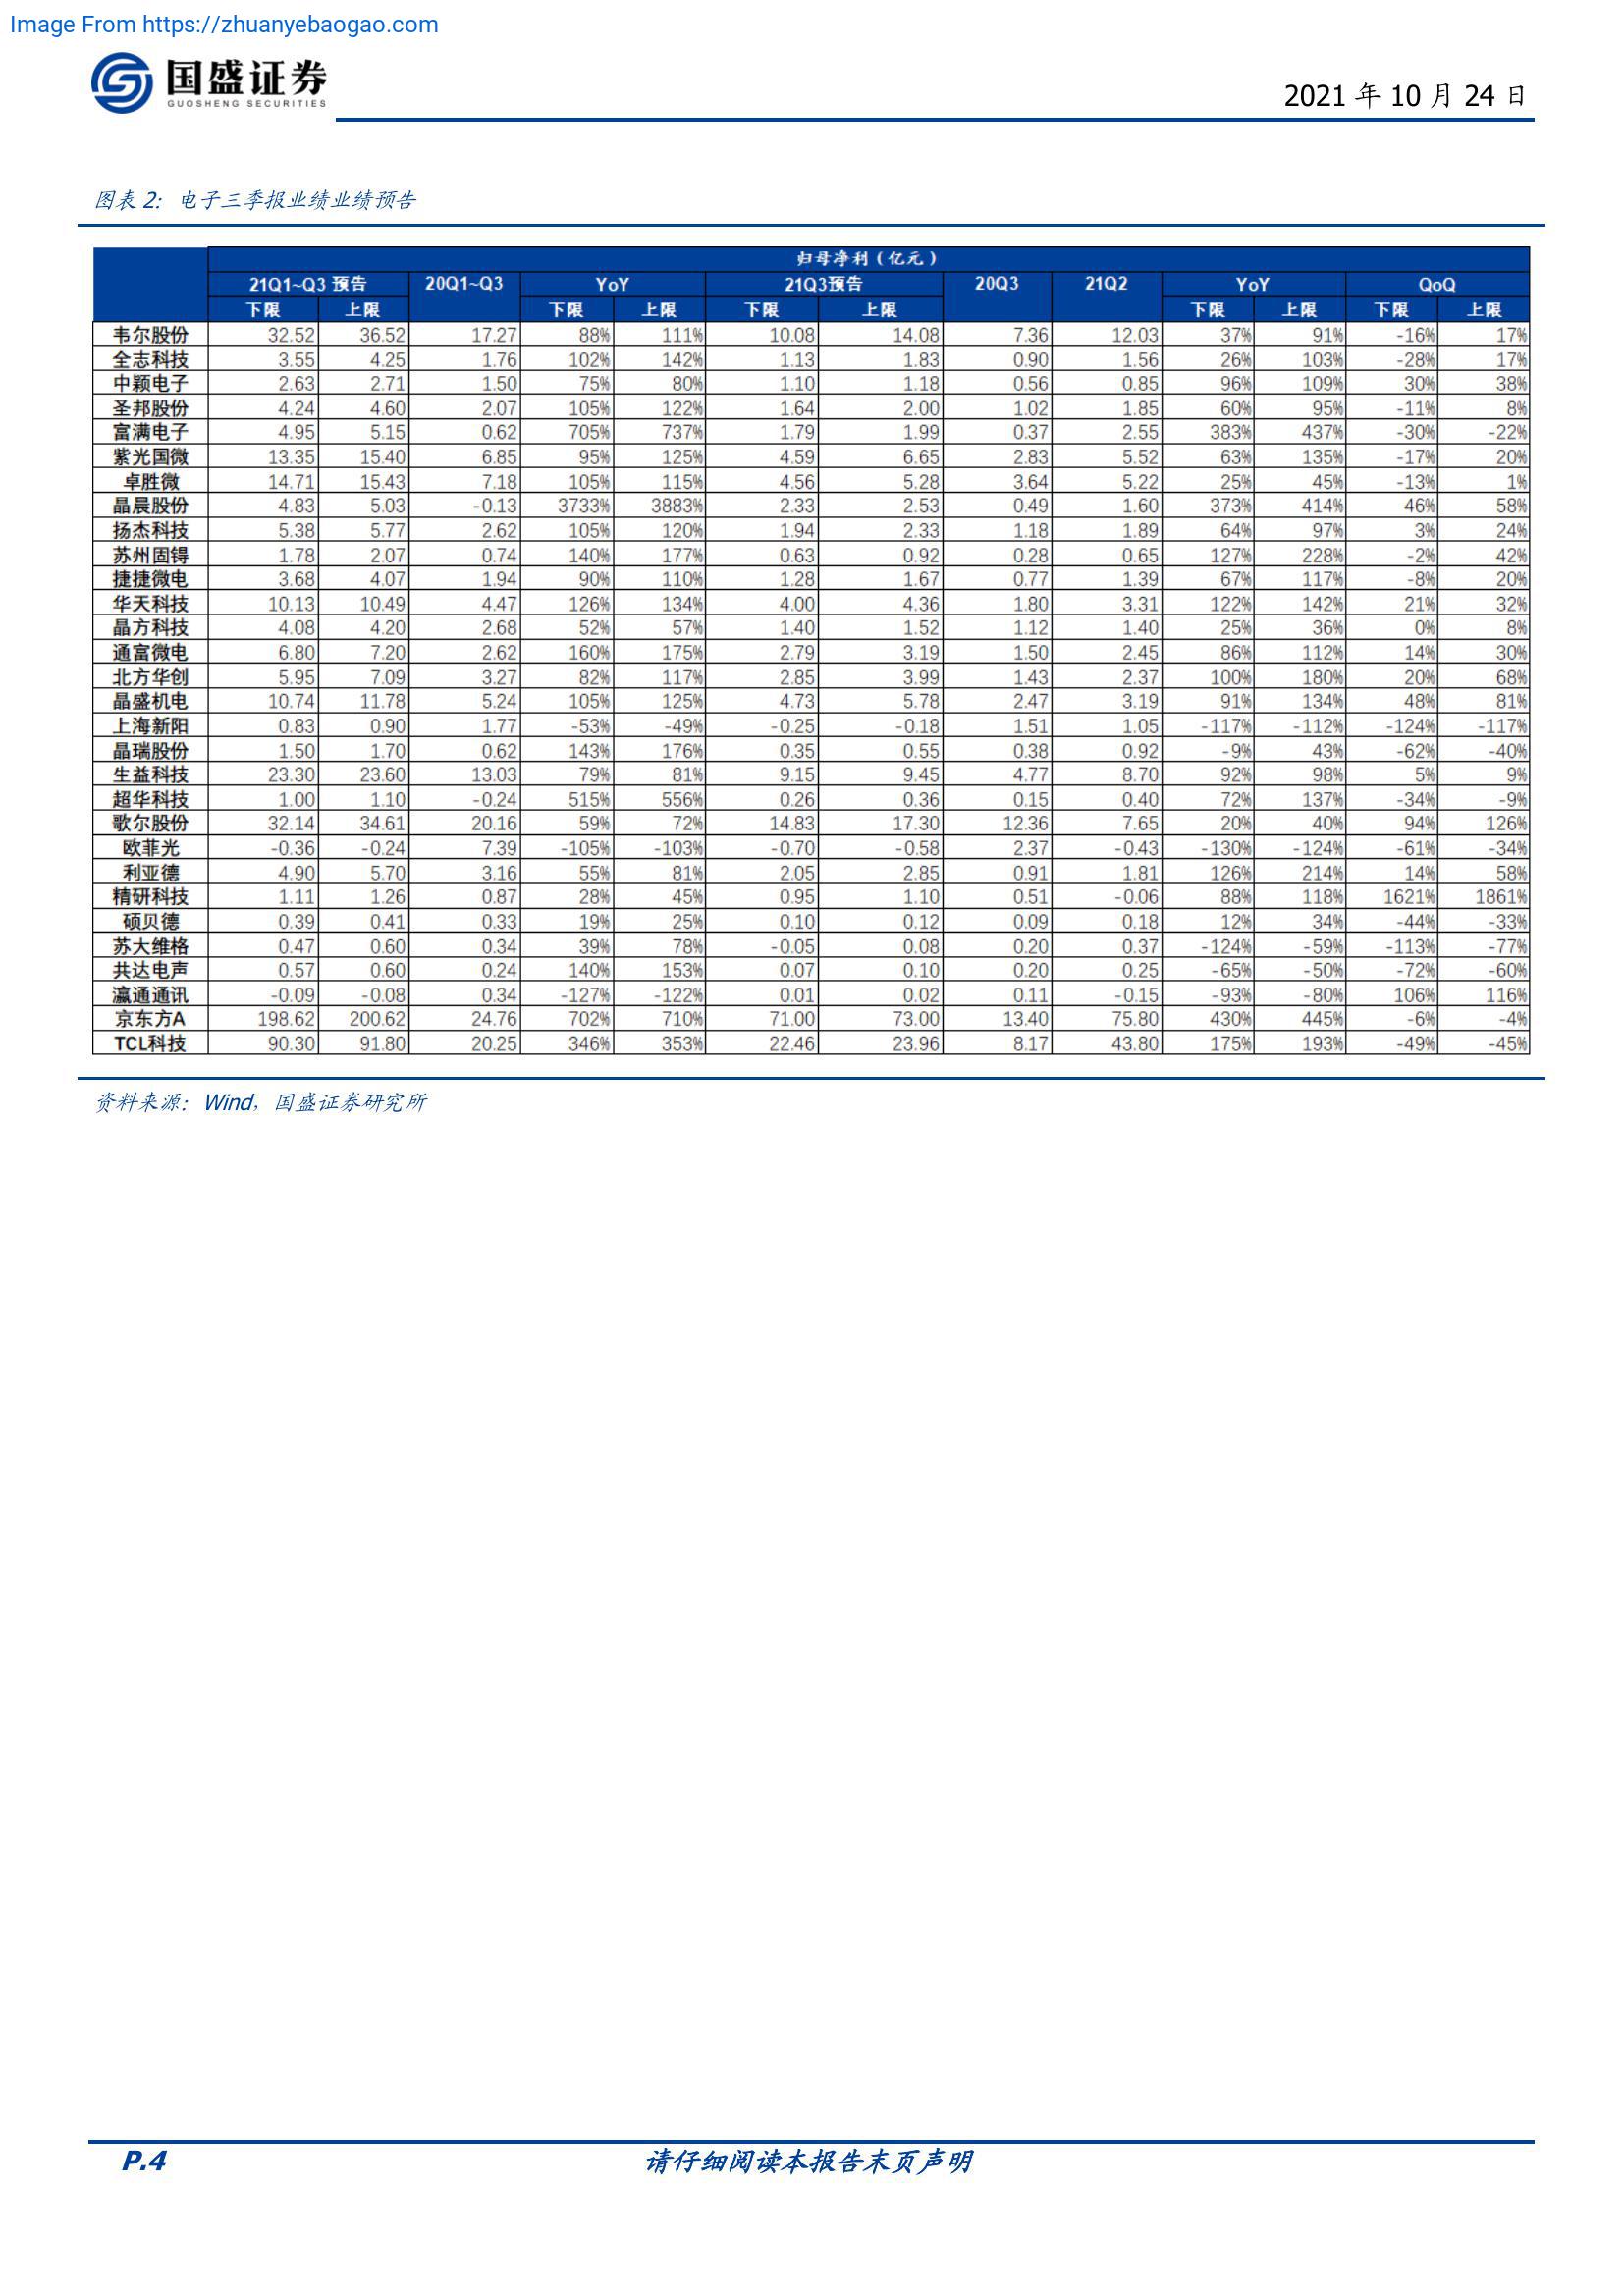 Image From https://zhuanyebaogao.com
国盛证券
GUOSHENG SECURITIES
2021 年 10 月 24 日
图表 2: 电子三季报业绩业绩预告
归母净利（亿元）
21Q1~Q3 预告 20Q1~Q3 YoY 21Q3预告 20Q3 21Q2 YoY QoQ
下限 上限 下限 上限 下限 上限 下限 上限 下限 上限
韦尔股份 32.52 36.52 17.27 88% 111% 10.08 14.08 7.36 12.03 37% 91% -16% 17%
全志科技 3.55 4.25 1.76 102% 142% 1.13 1.83 0.90 1.56 26% 103% -28% 17%
中颖电子 2.63 2.71 1.50 75% 80% 1.10 1.18 0.56 0.85 96% 109% 30% 38%
圣邦股份 4.24 4.60 2.07 105% 122% 1.64 2.00 1.02 1.85 60% 95% -11% 8%
富满电子 4.95 5.15 0.62 705% 737% 1.79 1.99 0.37 2.55 383% 437% -30% -22%
紫光国微 13.35 15.40 6.85 95% 125% 4.59 6.65 2.83 5.52 63% 135% -17% 20%
卓胜微 14.71 15.43 7.18 105% 115% 4.56 5.28 3.64 5.22 25% 45% -13% 1%
晶晨股份 4.83 5.03 -0.13 3733% 3883% 2.33 2.53 0.49 1.60 373% 414% 46% 58%
扬杰科技 5.38 5.77 2.62 105% 120% 1.94 2.33 1.18 1.89 64% 97% 3% 24%
苏州固锝 1.78 2.07 0.74 140% 177% 0.63 0.92 0.28 0.65 127% 228% -2% 42%
捷捷微电 3.68 4.07 1.94 90% 110% 1.28 1.67 0.77 1.39 67% 117% -8% 20%
华天科技 10.13 10.49 4.47 126% 134% 4.00 4.36 1.80 3.31 122% 142% 21% 32%
晶方科技 4.08 4.20 2.68 52% 57% 1.40 1.52 1.12 1.40 25% 36% 0% 8%
通富微电 6.80 7.20 2.62 160% 175% 2.79 3.19 1.50 2.45 86% 112% 14% 30%
北方华创 5.95 7.09 3.27 82% 117% 2.85 3.99 1.43 2.37 100% 180% 20% 68%
晶盛机电 10.74 11.78 5.24 105% 125% 4.73 5.78 2.47 3.19 91% 134% 48% 81%
上海新阳 0.83 0.90 1.77 -53% -49% -0.25 -0.18 1.51 1.05 -117% -112% -124% -117%
晶瑞股份 1.50 1.70 0.62 143% 176% 0.35 0.55 0.38 0.92 -9% 43% -62% -40%
生益科技 23.30 23.60 13.03 79% 81% 9.15 9.45 4.77 8.70 92% 98% 5% 9%
超华科技 1.00 1.10 -0.24 515% 556% 0.26 0.36 0.15 0.40 72% 137% -34% -9%
歌尔股份 32.14 34.61 20.16 59% 72% 14.83 17.30 12.36 7.65 20% 40% 94% 126%
欧菲光 -0.36 -0.24 7.39 -105% -103% -0.70 -0.58 2.37 -0.43 -130% -124% -61% -34%
利亚德 4.90 5.70 3.16 55% 81% 2.05 2.85 0.91 1.81 126% 214% 14% 58%
精研科技 1.11 1.26 0.87 28% 45% 0.95 1.10 0.51 -0.06 88% 118% 1621% 1861%
硕贝德 0.39 0.41 0.33 19% 25% 0.10 0.12 0.09 0.18 12% 34% -44% -33%
苏大维格 0.47 0.60 0.34 39% 78% -0.05 0.08 0.20 0.37 -124% -59% -113% -77%
共达电声 0.57 0.60 0.24 140% 153% 0.07 0.10 0.20 0.25 -65% -50% -72% -60%
瀛通通讯 -0.09 -0.08 0.34 -127% -122% 0.01 0.02 0.11 -0.15 -93% -80% 106% 116%
京东方A 198.62 200.62 24.76 702% 710% 71.00 73.00 13.40 75.80 430% 445% -6% -4%
TCL科技 90.30 91.80 20.25 346% 353% 22.46 23.96 8.17 43.80 175% 193% -49% -45%
资料来源：Wind，国盛证券研究所
P.4 请仔细阅读本报告末页声明